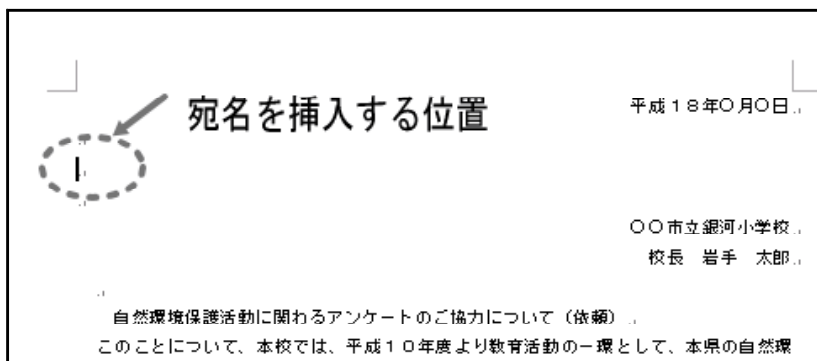 宛名を挿入する位置
平成18年〇月〇日
〇〇市立銀河小学校
校長 岩手 太郎
自然環境保護活動に関わるアンケートのご協力について(依頼)
このことについて、本校では、平成10年度より教育活動の一環として、本県の自然環